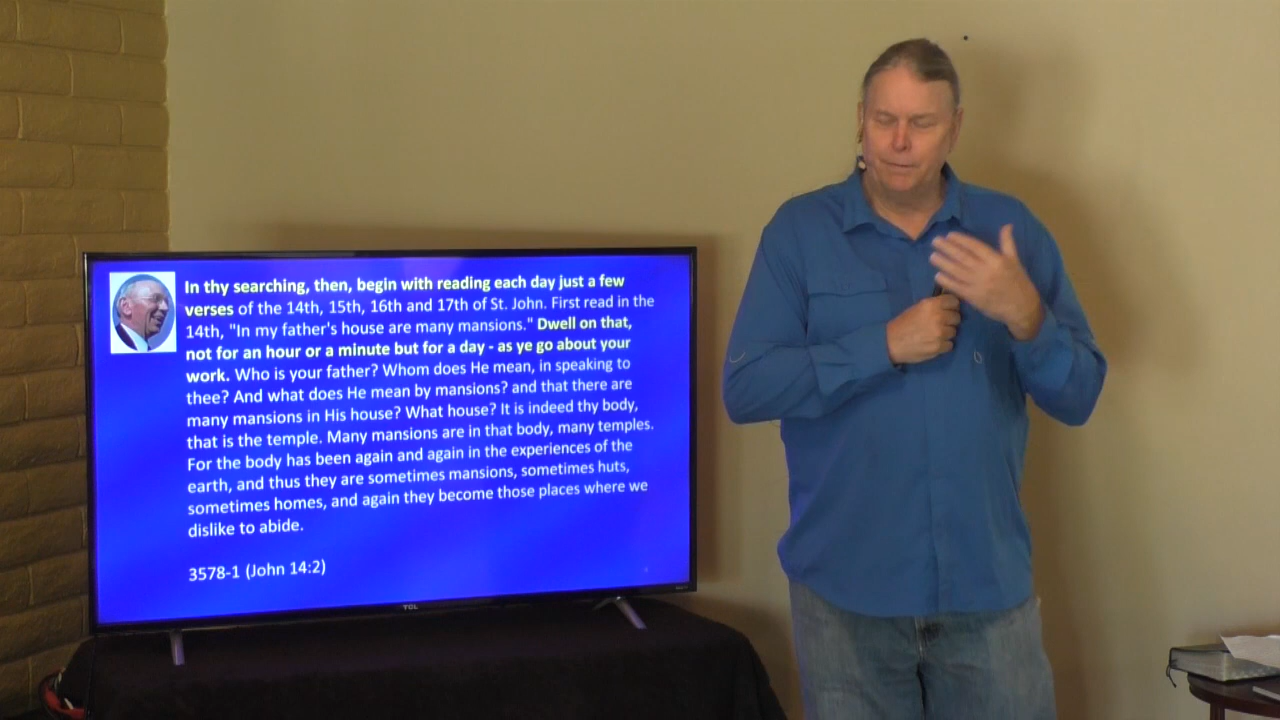 In thy searching, then, begin with reading each day just a few
verses of the 14th, 15th, 16th and 17th of St. John. First read in the
14th, "In my father's house are many mansions." Dwell on that,
not for an hour or a minute but for a day - as ye go about your
work. Who is your father? Whom does He mean, in speaking to
thee? And what does He mean by mansions? and that there are
many mansions in His house? What house? It is indeed thy body,
that is the temple. Many mansions are in that body, many temples.
For the body has been again and again in the experiences of the
earth, and thus they are sometimes mansions, sometimes huts,
sometimes homes, and again they become those places where we
dislike to abide.
3578-1 (John 14:2)
TCL